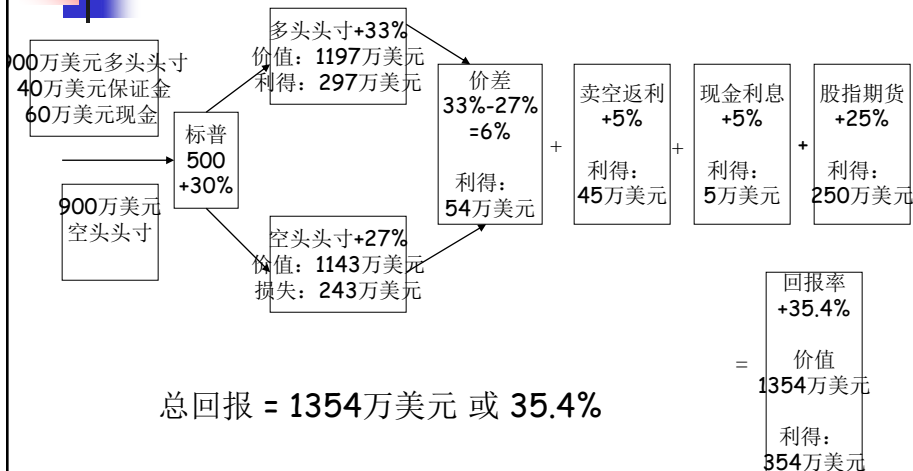 900万美元多头头寸
40万美元保证金
60万美元现金
900万美元
空头头寸
标普
500
+30%
多头头寸+33%
价值：1197万美元
利得：297万美元
空头头寸+27%
价值：1143万美元
损失：243万美元
价差
33%-27%
=6%
利得：
54万美元
+
卖空返利
+5%
利得：
45万美元
+
现金利息
+5%
利得：
5万美元
+
股指期货
+25%
利得：
250万美元
=
回报率
+35.4%
价值
1354万美元
利得：
354万美元
总回报 = 1354万美元 或 35.4%